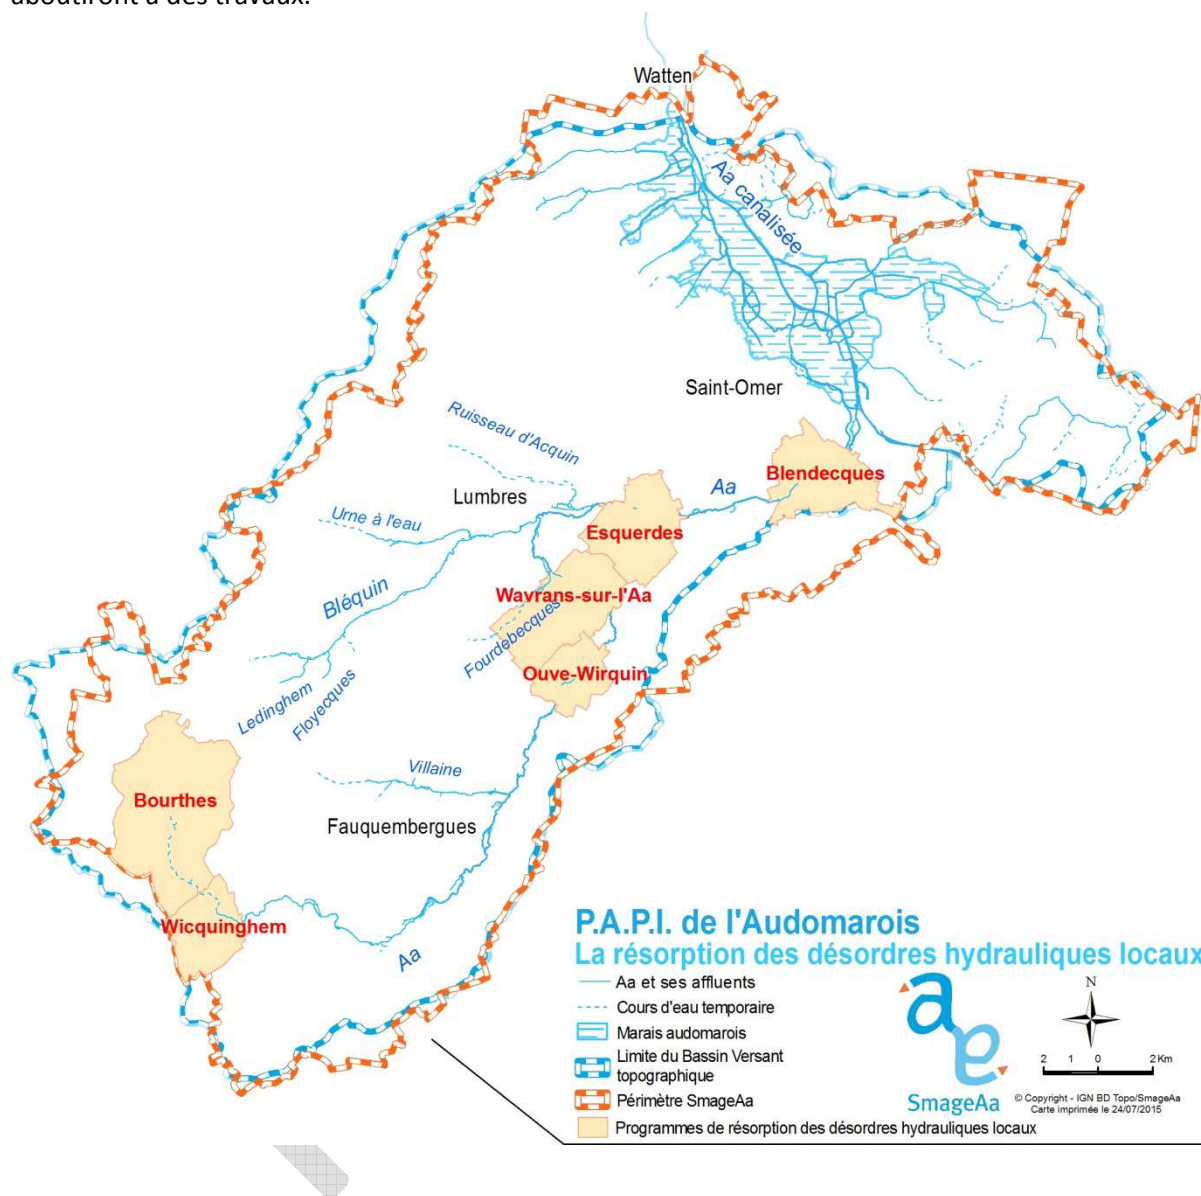 aboutiront à des travaux.
Watten
Aa canalisée
Saint-Omer
Ruisseau d'Acquin
Blendecques
Lumbres
Aa
Urne à l'eau
Esquerdes
Bléquin
Wavrans-sur-l'Aa
Fourdebecques
Ouve-Wirquin
Ledinghem
Floyecques
Villaine
Bourthes
Fauquembergues
Wicquinghem
Aa
P.A.P.I. de l'Audomarois
La résorption des désordres hydrauliques locaux
Aa et ses affluents
Cours d'eau temporaire
Marais audomarois
Limite du Bassin Versant
topographique
Périmètre SmageAa
Programmes de résorption des désordres hydrauliques locaux
ae
SmageAa
N
2 1 0 2 Km
© Copyright - IGN BD Topo/SmageAa
Carte imprimée le 24/07/2015